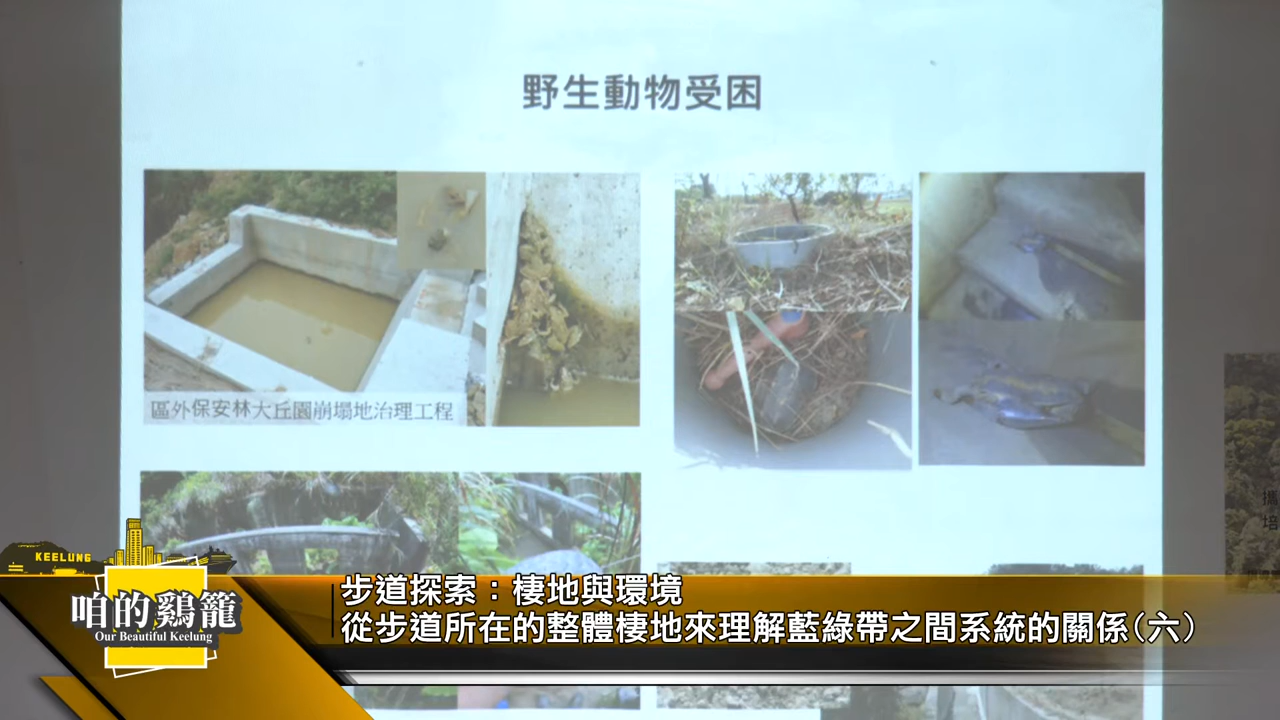 野生動物受困
區外保安林大丘園崩塌地治理工程
攝
培
KEELUNG
咱的雞籠
Our Beautiful Keelung
步道探索：棲地與環境
從步道所在的整體棲地來理解藍綠帶之間系統的關係（六）